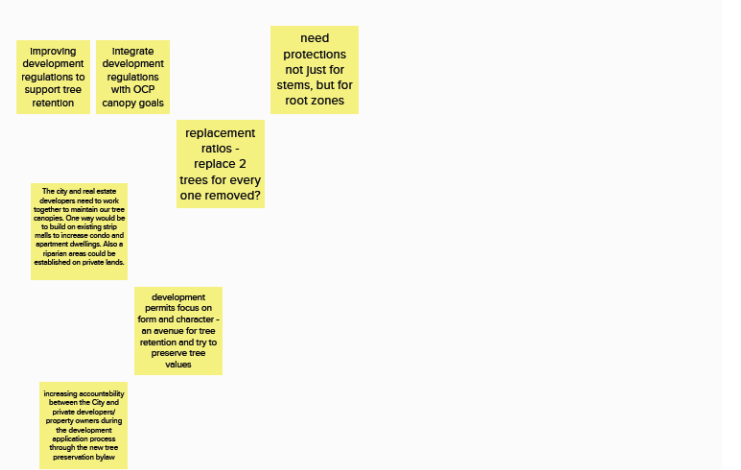 improving
development
regulations to
support tree
retention
integrate
development
regulations
with OCP
canopy goals
need
protections
not just for
stems, but for
root zones
replacement
ratios -
replace 2
trees for every
one removed?
The city and real estate
developers need to work
together to maintain our tree
canopies. One way would be
to build on existing strip
malls to increase condo and
apartment dwellings. Also a
riparian areas could be
established on private lands.
development
permits focus on
form and character -
an avenue for tree
retention and try to
preserve tree
values
increasing accountability
between the City and
private developers/
property owners during
the development
application process
through the new tree
preservation bylaw